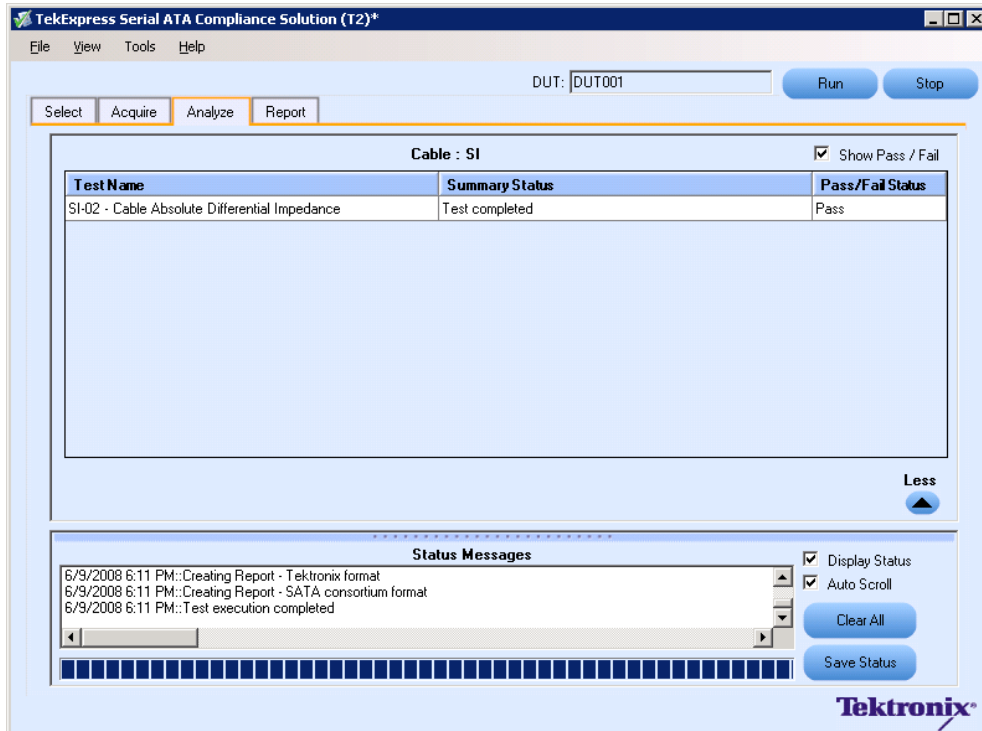 TekExpress Serial ATA Compliance Solution (T2)*
File View Tools Help
DUT: DUT001 Run Stop
Select Acquire Analyze Report
Cable : SI Show Pass / Fail
Test Name Summary Status Pass/Fail Status
SI-02 - Cable Absolute Differential Impedance Test completed Pass
Less
Status Messages
Display Status
6/9/2008 6:11 PM::Creating Report - Tektronix format
6/9/2008 6:11 PM::Creating Report - SATA consortium format
6/9/2008 6:11 PM::Test execution completed
Auto Scroll
Clear All
Save Status
Tektronix